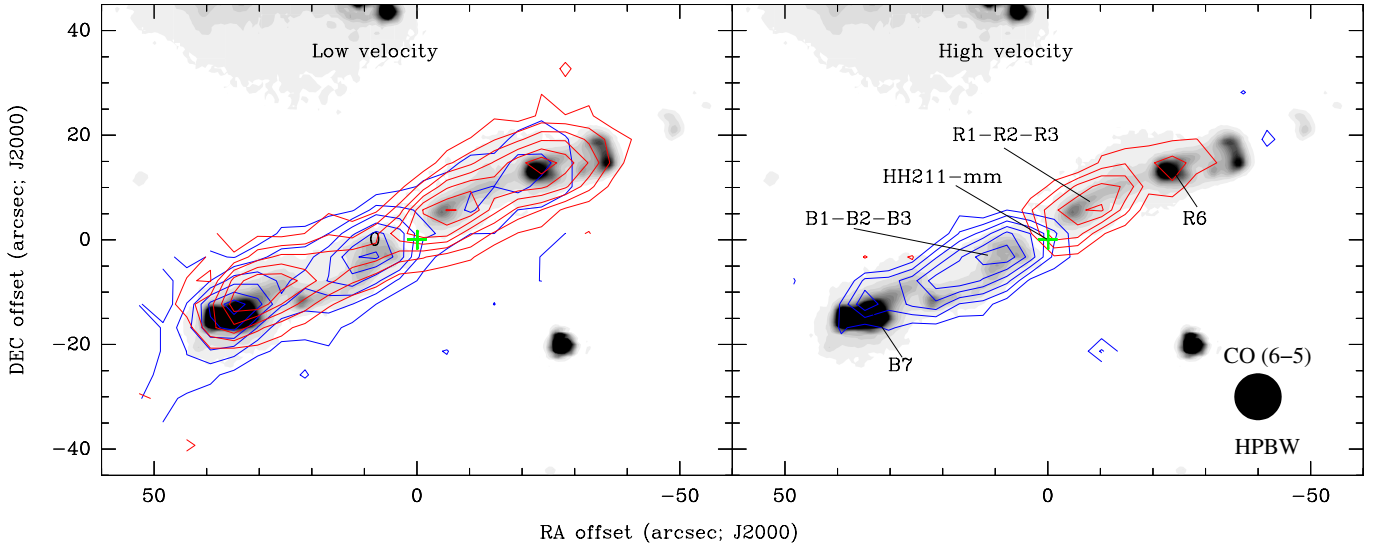 Low velocity
High velocity
40
20
0
−20
−40
DEC offset (arcsec; J2000)
0
R1−R2−R3
HH211−mm
B1−B2−B3
R6
B7
CO (6–5)
HPBW
50
0
−50
50
0
−50
RA offset (arcsec; J2000)